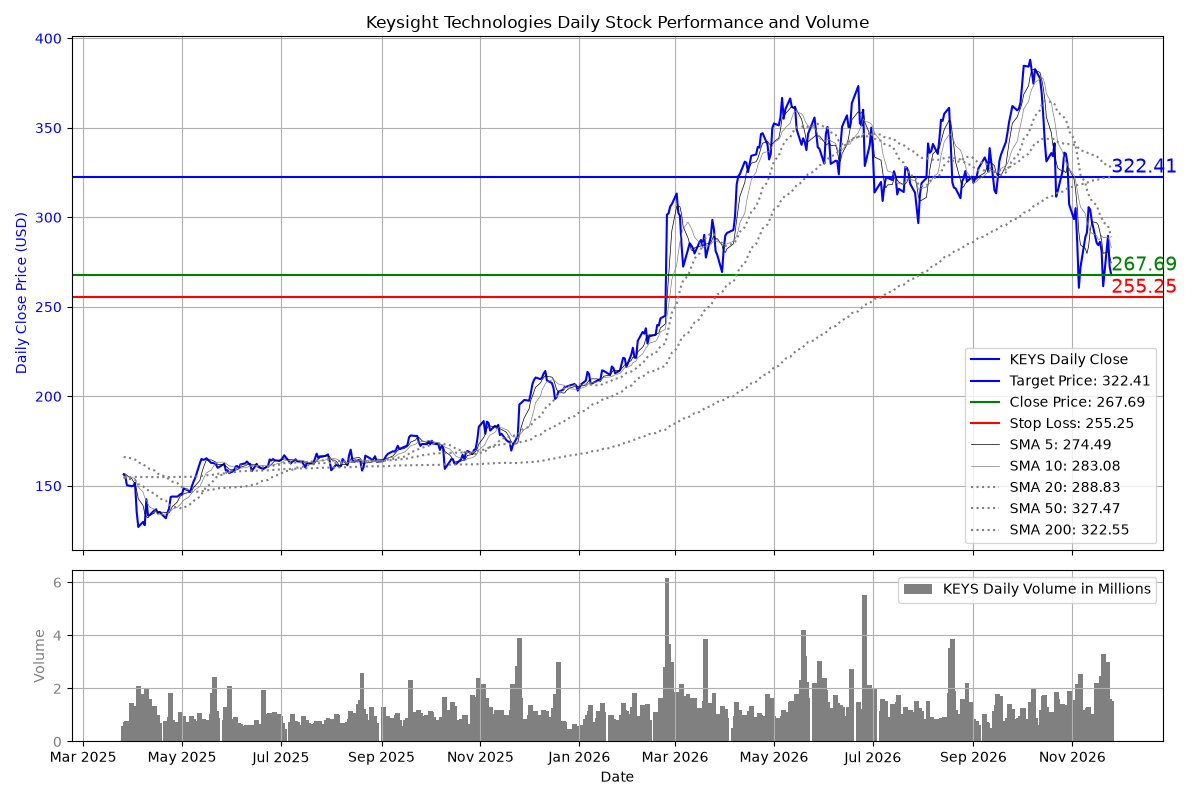 Keysight Technologies Daily Stock Performance and Volume
Daily Close Price (USD)
400
350
300
250
200
150
322.41
267.69
255.25
KEYS Daily Close
Target Price: 322.41
Close Price: 267.69
Stop Loss: 255.25
SMA 5: 274.49
SMA 10: 283.08
SMA 20: 288.83
SMA 50: 327.47
SMA 200: 322.55
Volume
6
4
2
0
KEYS Daily Volume in Millions
Mar 2025 May 2025 Jul 2025 Sep 2025 Nov 2025 Jan 2026 Mar 2026 May 2026 Jul 2026 Sep 2026 Nov 2026
Date